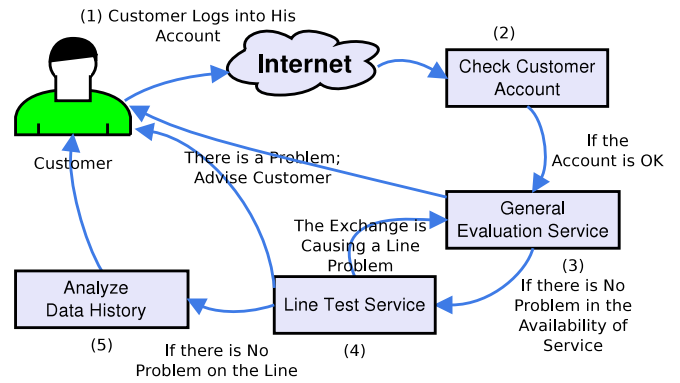 (1) Customer Logs into His
Account
Internet
(2)
Check Customer
Account
If the
Account is OK
Customer
There is a Problem;
Advise Customer
General
Evaluation Service
The Exchange is
Causing a Line
Problem
(3)
If there is No
Problem in the
Availability of
Service
Analyze
Data History
Line Test Service
(5)
If there is No
Problem on the Line
(4)